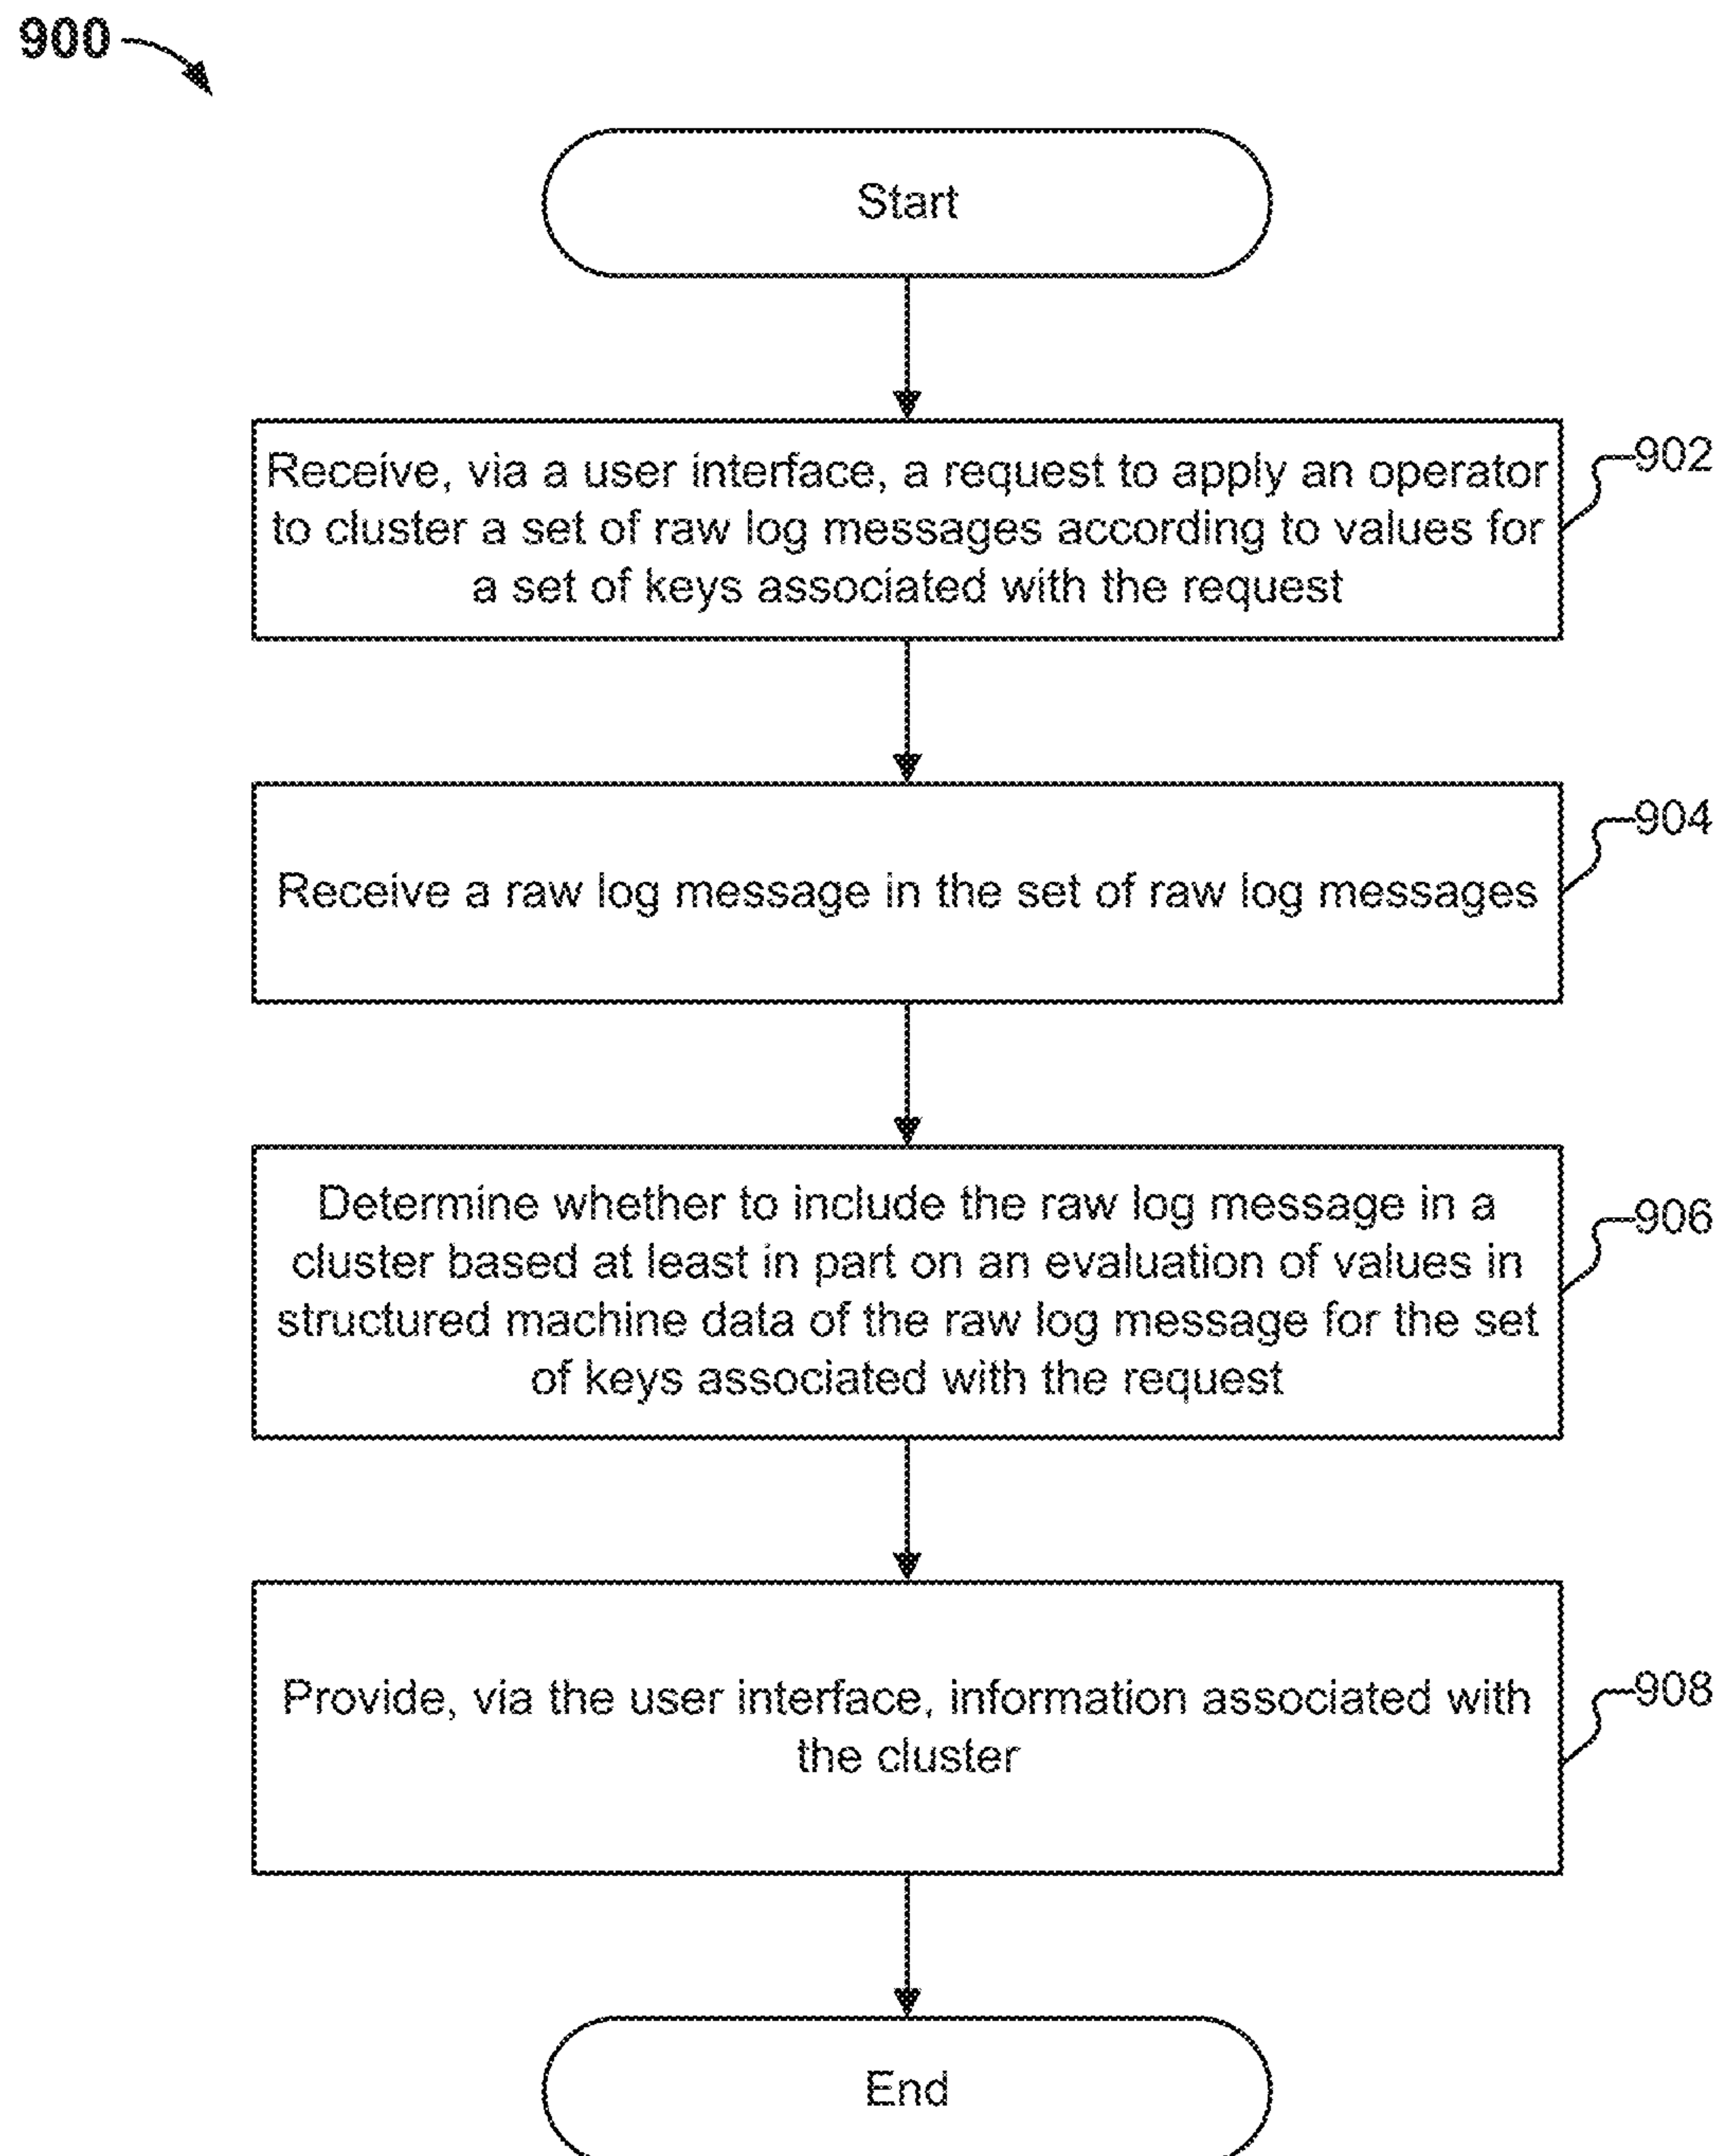 900
Start
Receive, via a user interface, a request to apply an operator
to cluster a set of raw log messages according to values for
a set of keys associated with the request
902
Receive a raw log message in the set of raw log messages
904
Determine whether to include the raw log message in a
cluster based at least in part on an evaluation of values in
structured machine data of the raw log message for the set
of keys associated with the request
906
Provide, via the user interface, information associated with
the cluster
908
End